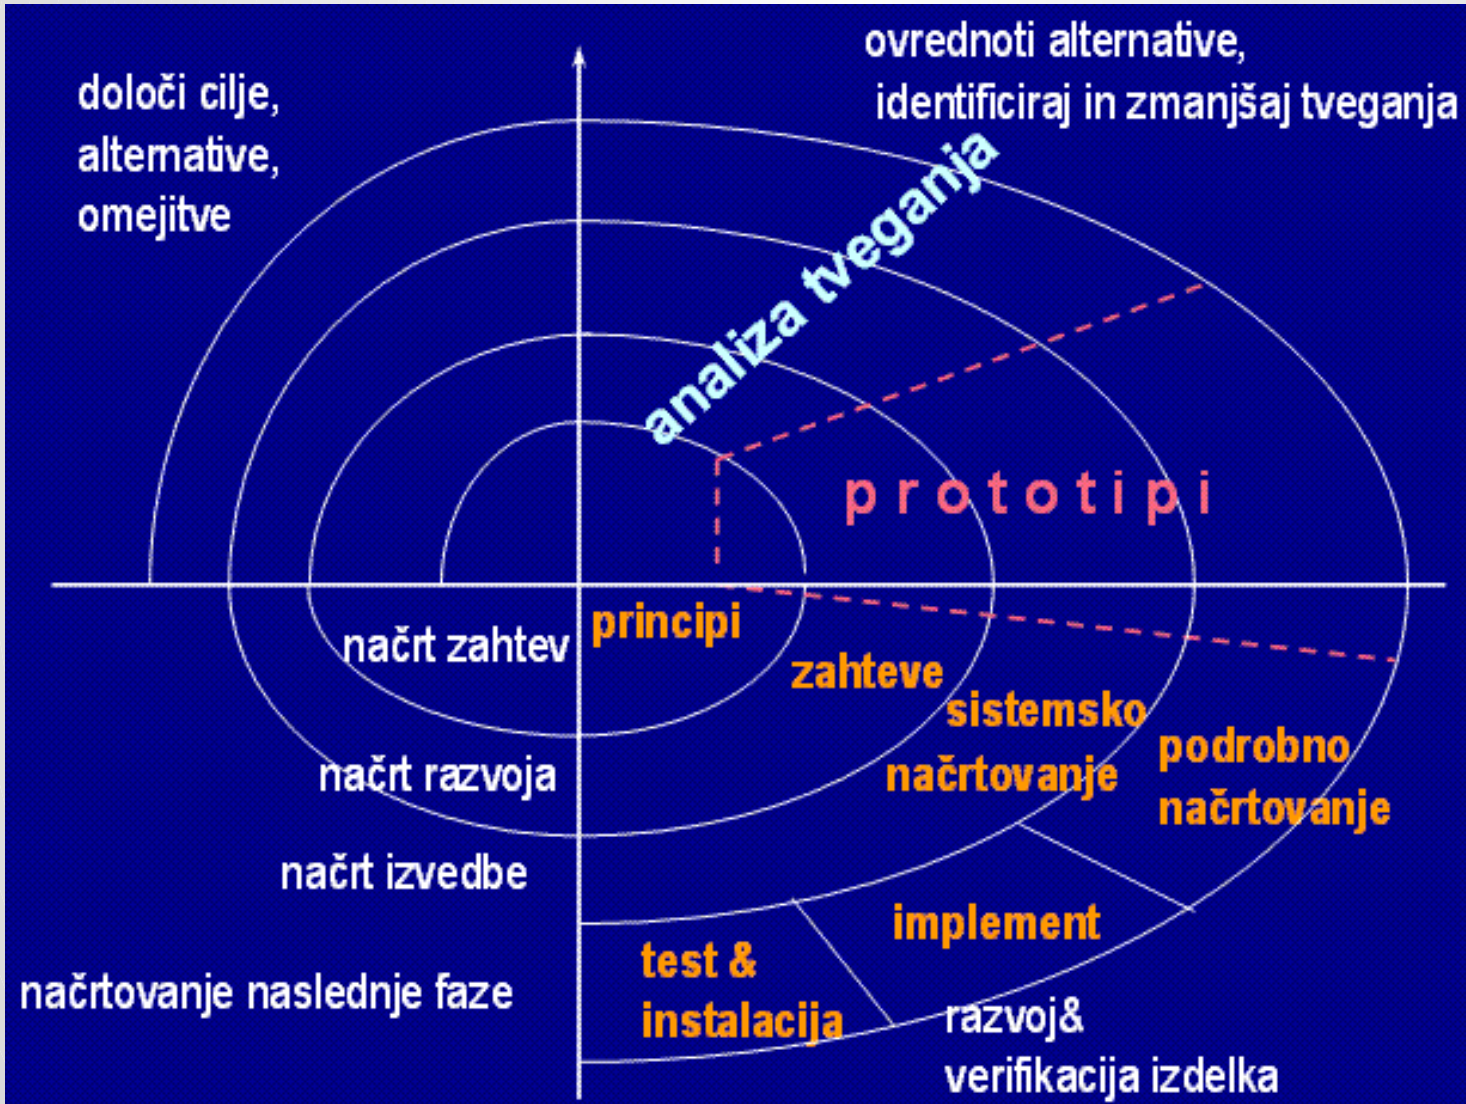 določi cilje,
alternative,
omejitve
ovrednoti alternative,
identificiraj in zmanjšaj tveganja
analiza tveganja
prototipi
načrt zahtev
principi
zahteve
sistemsko
načrtovanje
podrobno
načrtovanje
načrt razvoja
načrt izvedbe
implement
test &
instalacija
načrtovanje naslednje faze
razvoj&
verifikacija izdelka